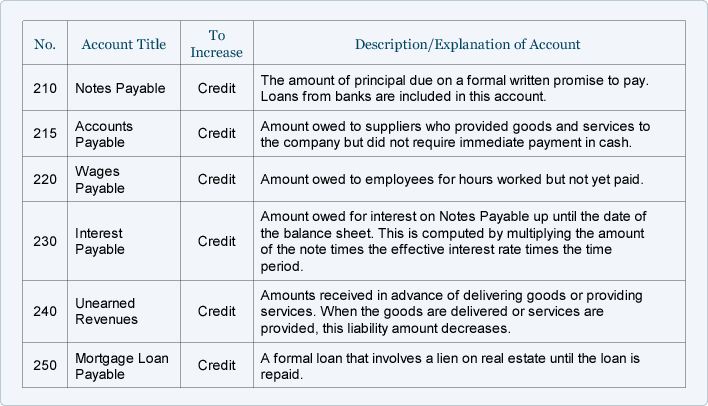 No. Account Title To Increase Description/Explanation of Account
210 Notes Payable Credit The amount of principal due on a formal written promise to pay.
Loans from banks are included in this account.
215 Accounts Payable Credit Amount owed to suppliers who provided goods and services to
the company but did not require immediate payment in cash.
220 Wages Payable Credit Amount owed to employees for hours worked but not yet paid.
230 Interest Payable Credit Amount owed for interest on Notes Payable up until the date of
the balance sheet. This is computed by multiplying the amount
of the note times the effective interest rate times the time
period.
240 Unearned Revenues Credit Amounts received in advance of delivering goods or providing
services. When the goods are delivered or services are
provided, this liability amount decreases.
250 Mortgage Loan Payable Credit A formal loan that involves a lien on real estate until the loan is
repaid.